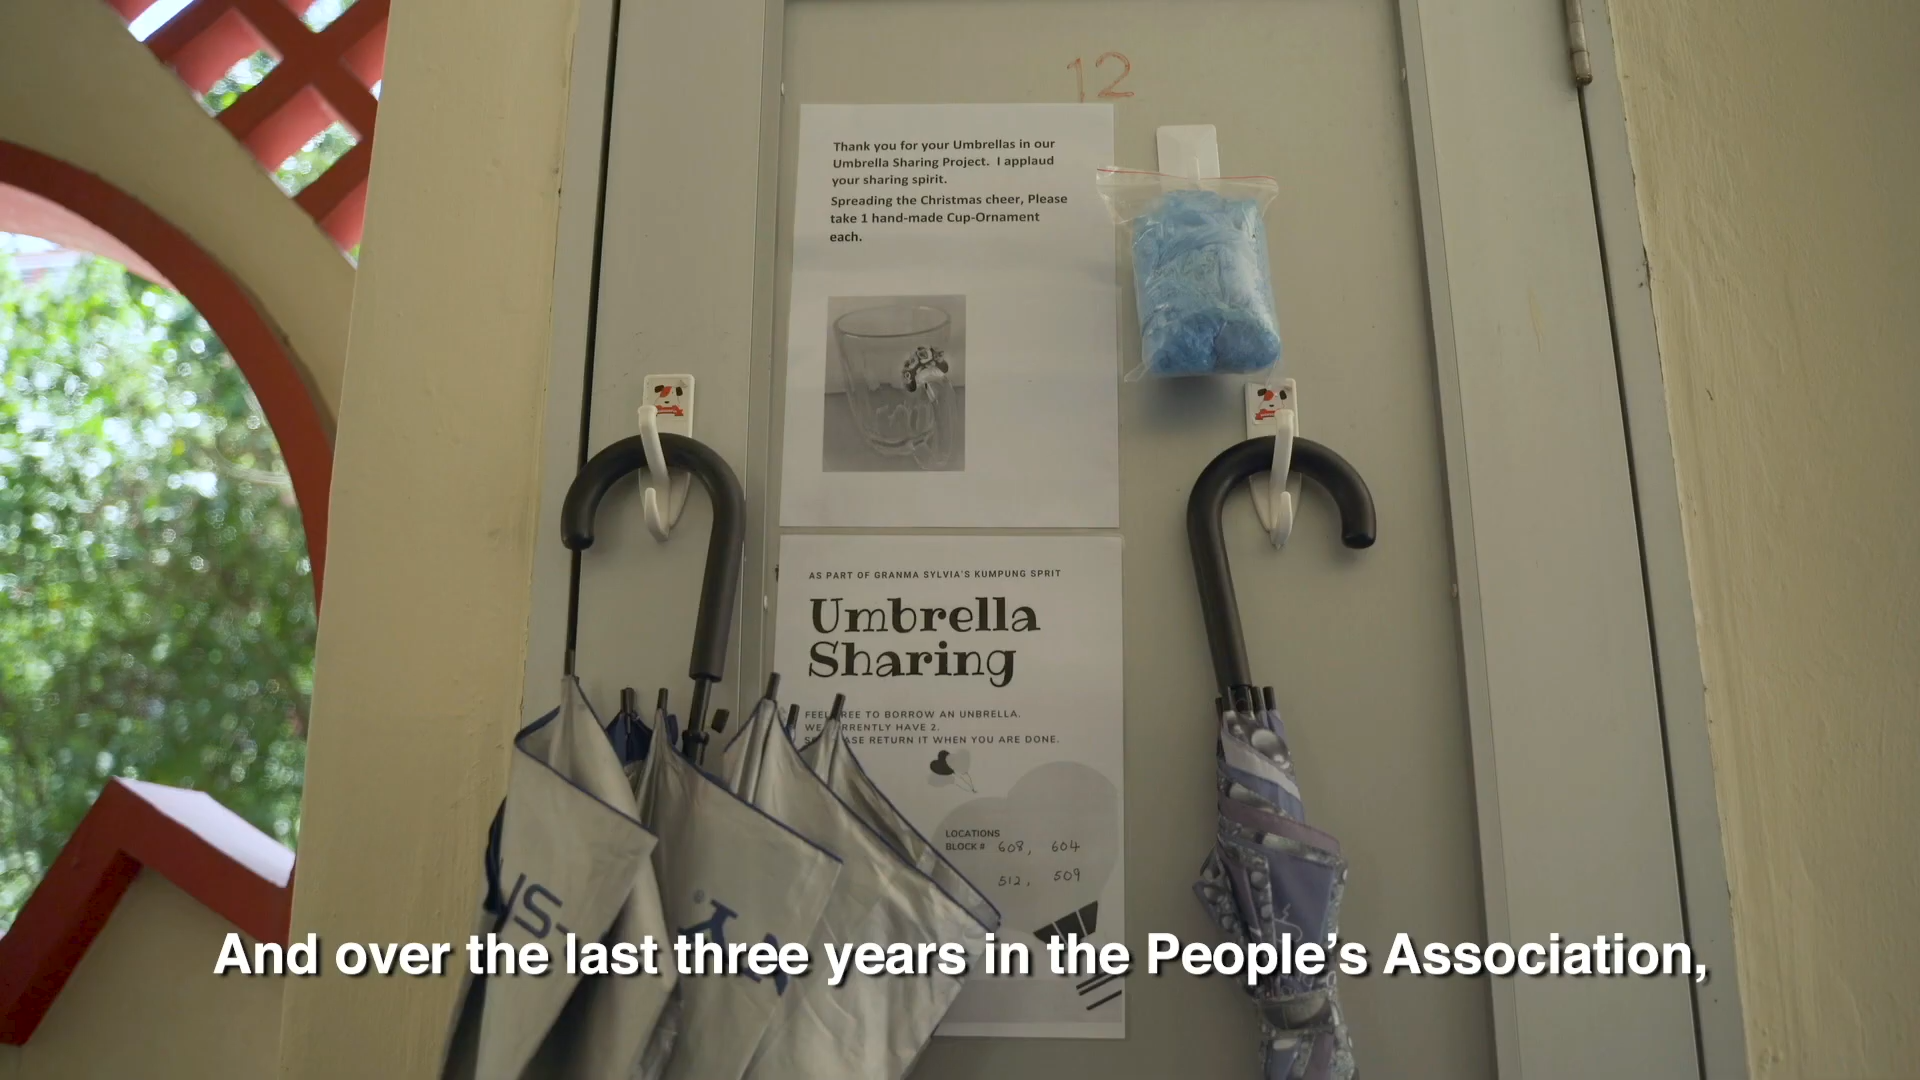 12
Thank you for your Umbrellas in our
Umbrella Sharing Project. I applaud
your sharing spirit.
Spreading the Christmas cheer, Please
take 1 hand-made Cup-Ornament
each.
AS PART OF GRANMA SYLVIA'S KUMPUNG SPRIT
Umbrella
Sharing
FEEL FREE TO BORROW AN UNBRELLA.
WE RRENTLY HAVE 2.
ASE RETURN IT WHEN YOU ARE DONE.
LOCATIONS
BLOCK # 608, 604
512, 509
And over the last three years in the People's Association,